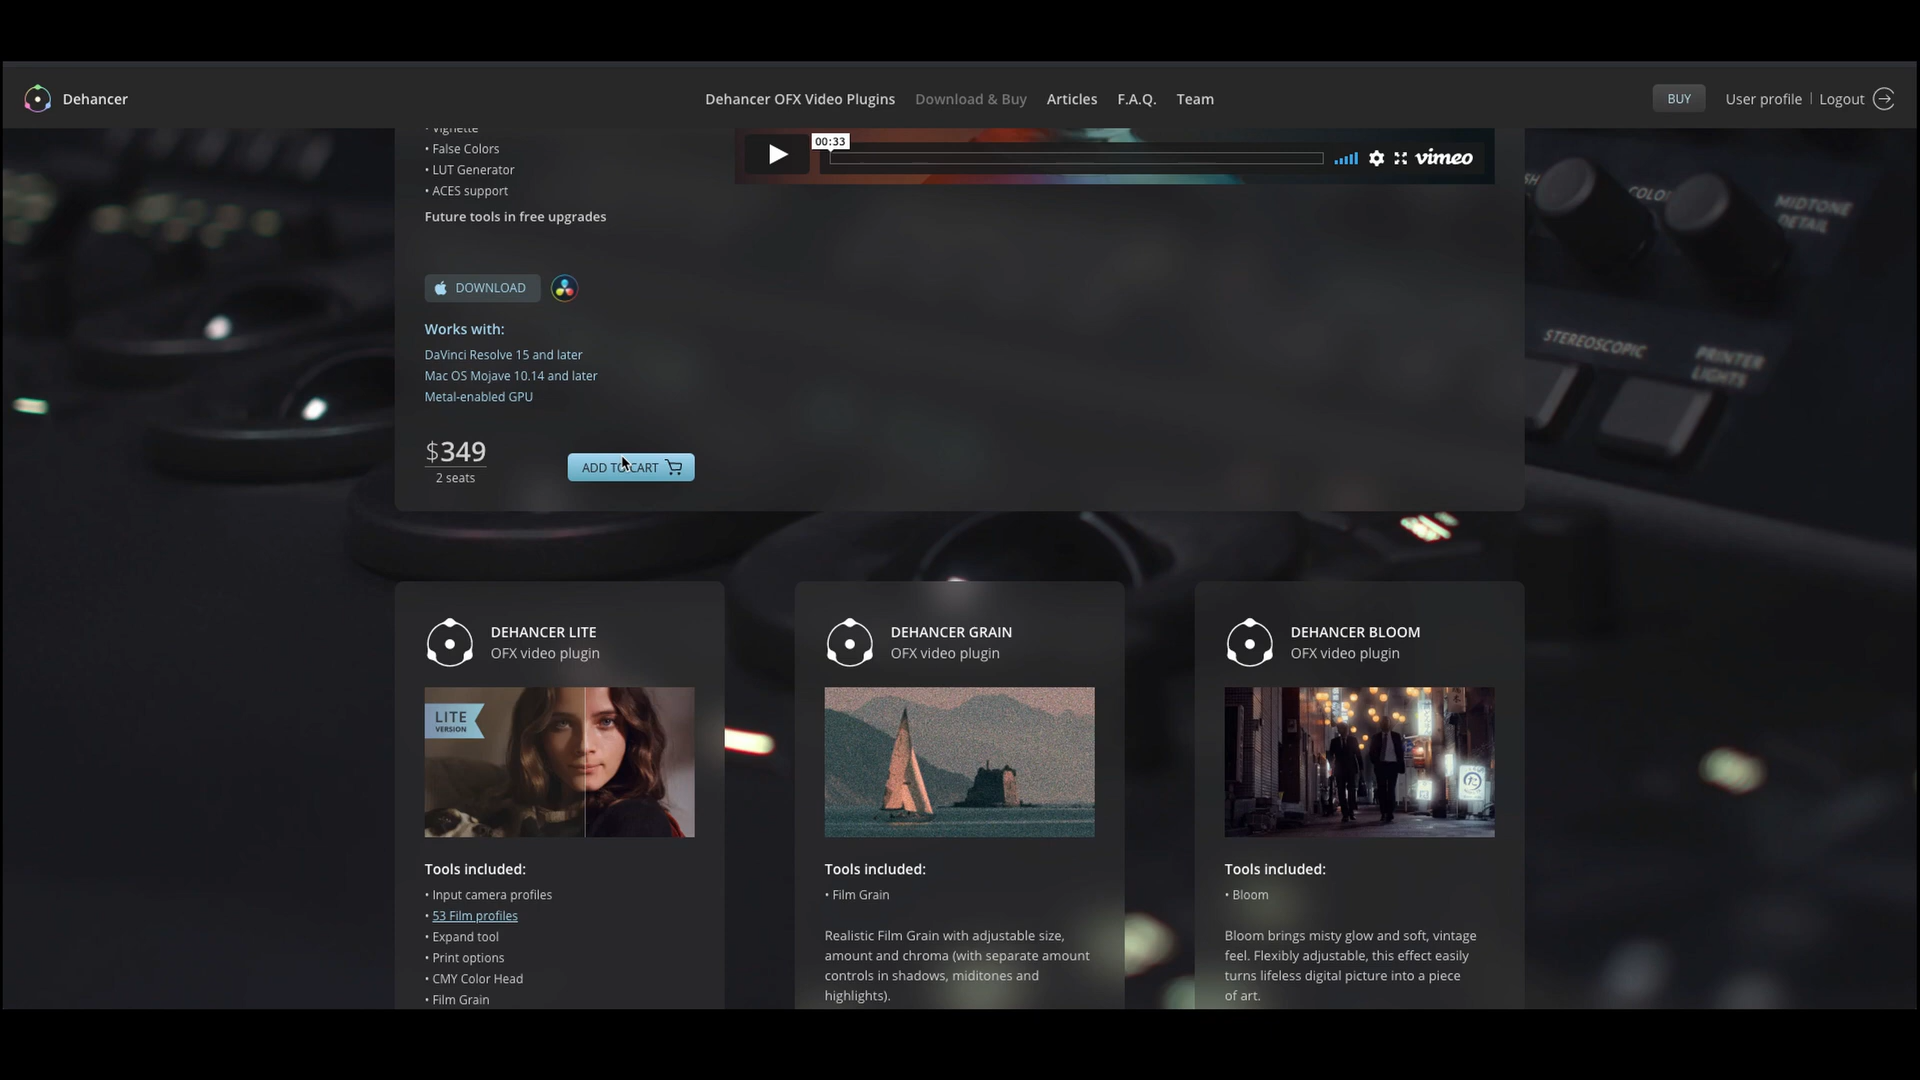 Dehancer
Dehancer OFX Video Plugins
Download & Buy
Articles
F.A.Q.
Team
BUY
User profile | Logout
• Vignette
• False Colors
• LUT Generator
• ACES support
Future tools in free upgrades
00:33
vimeo
DOWNLOAD
Works with:
DaVinci Resolve 15 and later
Mac OS Mojave 10.14 and later
Metal-enabled GPU
$349
2 seats
ADD TO CART
COLOR
MIDTONE
DETAIL
STEREOSCOPIC
PRINTER
LIGHTS
DEHANCER LITE
OFX video plugin
LITE
VERSION
Tools included:
• Input camera profiles
• 53 Film profiles
• Expand tool
• Print options
• CMY Color Head
• Film Grain
DEHANCER GRAIN
OFX video plugin
Tools included:
• Film Grain
Realistic Film Grain with adjustable size,
amount and chroma (with separate amount
controls in shadows, miditones and
highlights).
DEHANCER BLOOM
OFX video plugin
Tools included:
• Bloom
Bloom brings misty glow and soft, vintage
feel. Flexibly adjustable, this effect easily
turns lifeless digital picture into a piece
of art.